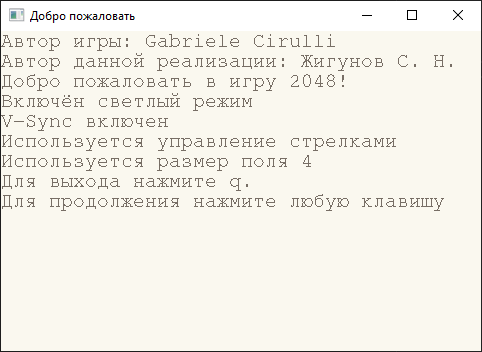 Добро пожаловать
Автор игры: Gabriele Cirulli
Автор данной реализации: Жигунов С. Н.
Добро пожаловать в игру 2048!
Включён светлый режим
V-Sync включен
Используется управление стрелками
Используется размер поля 4
Для выхода нажмите q.
Для продолжения нажмите любую клавишу